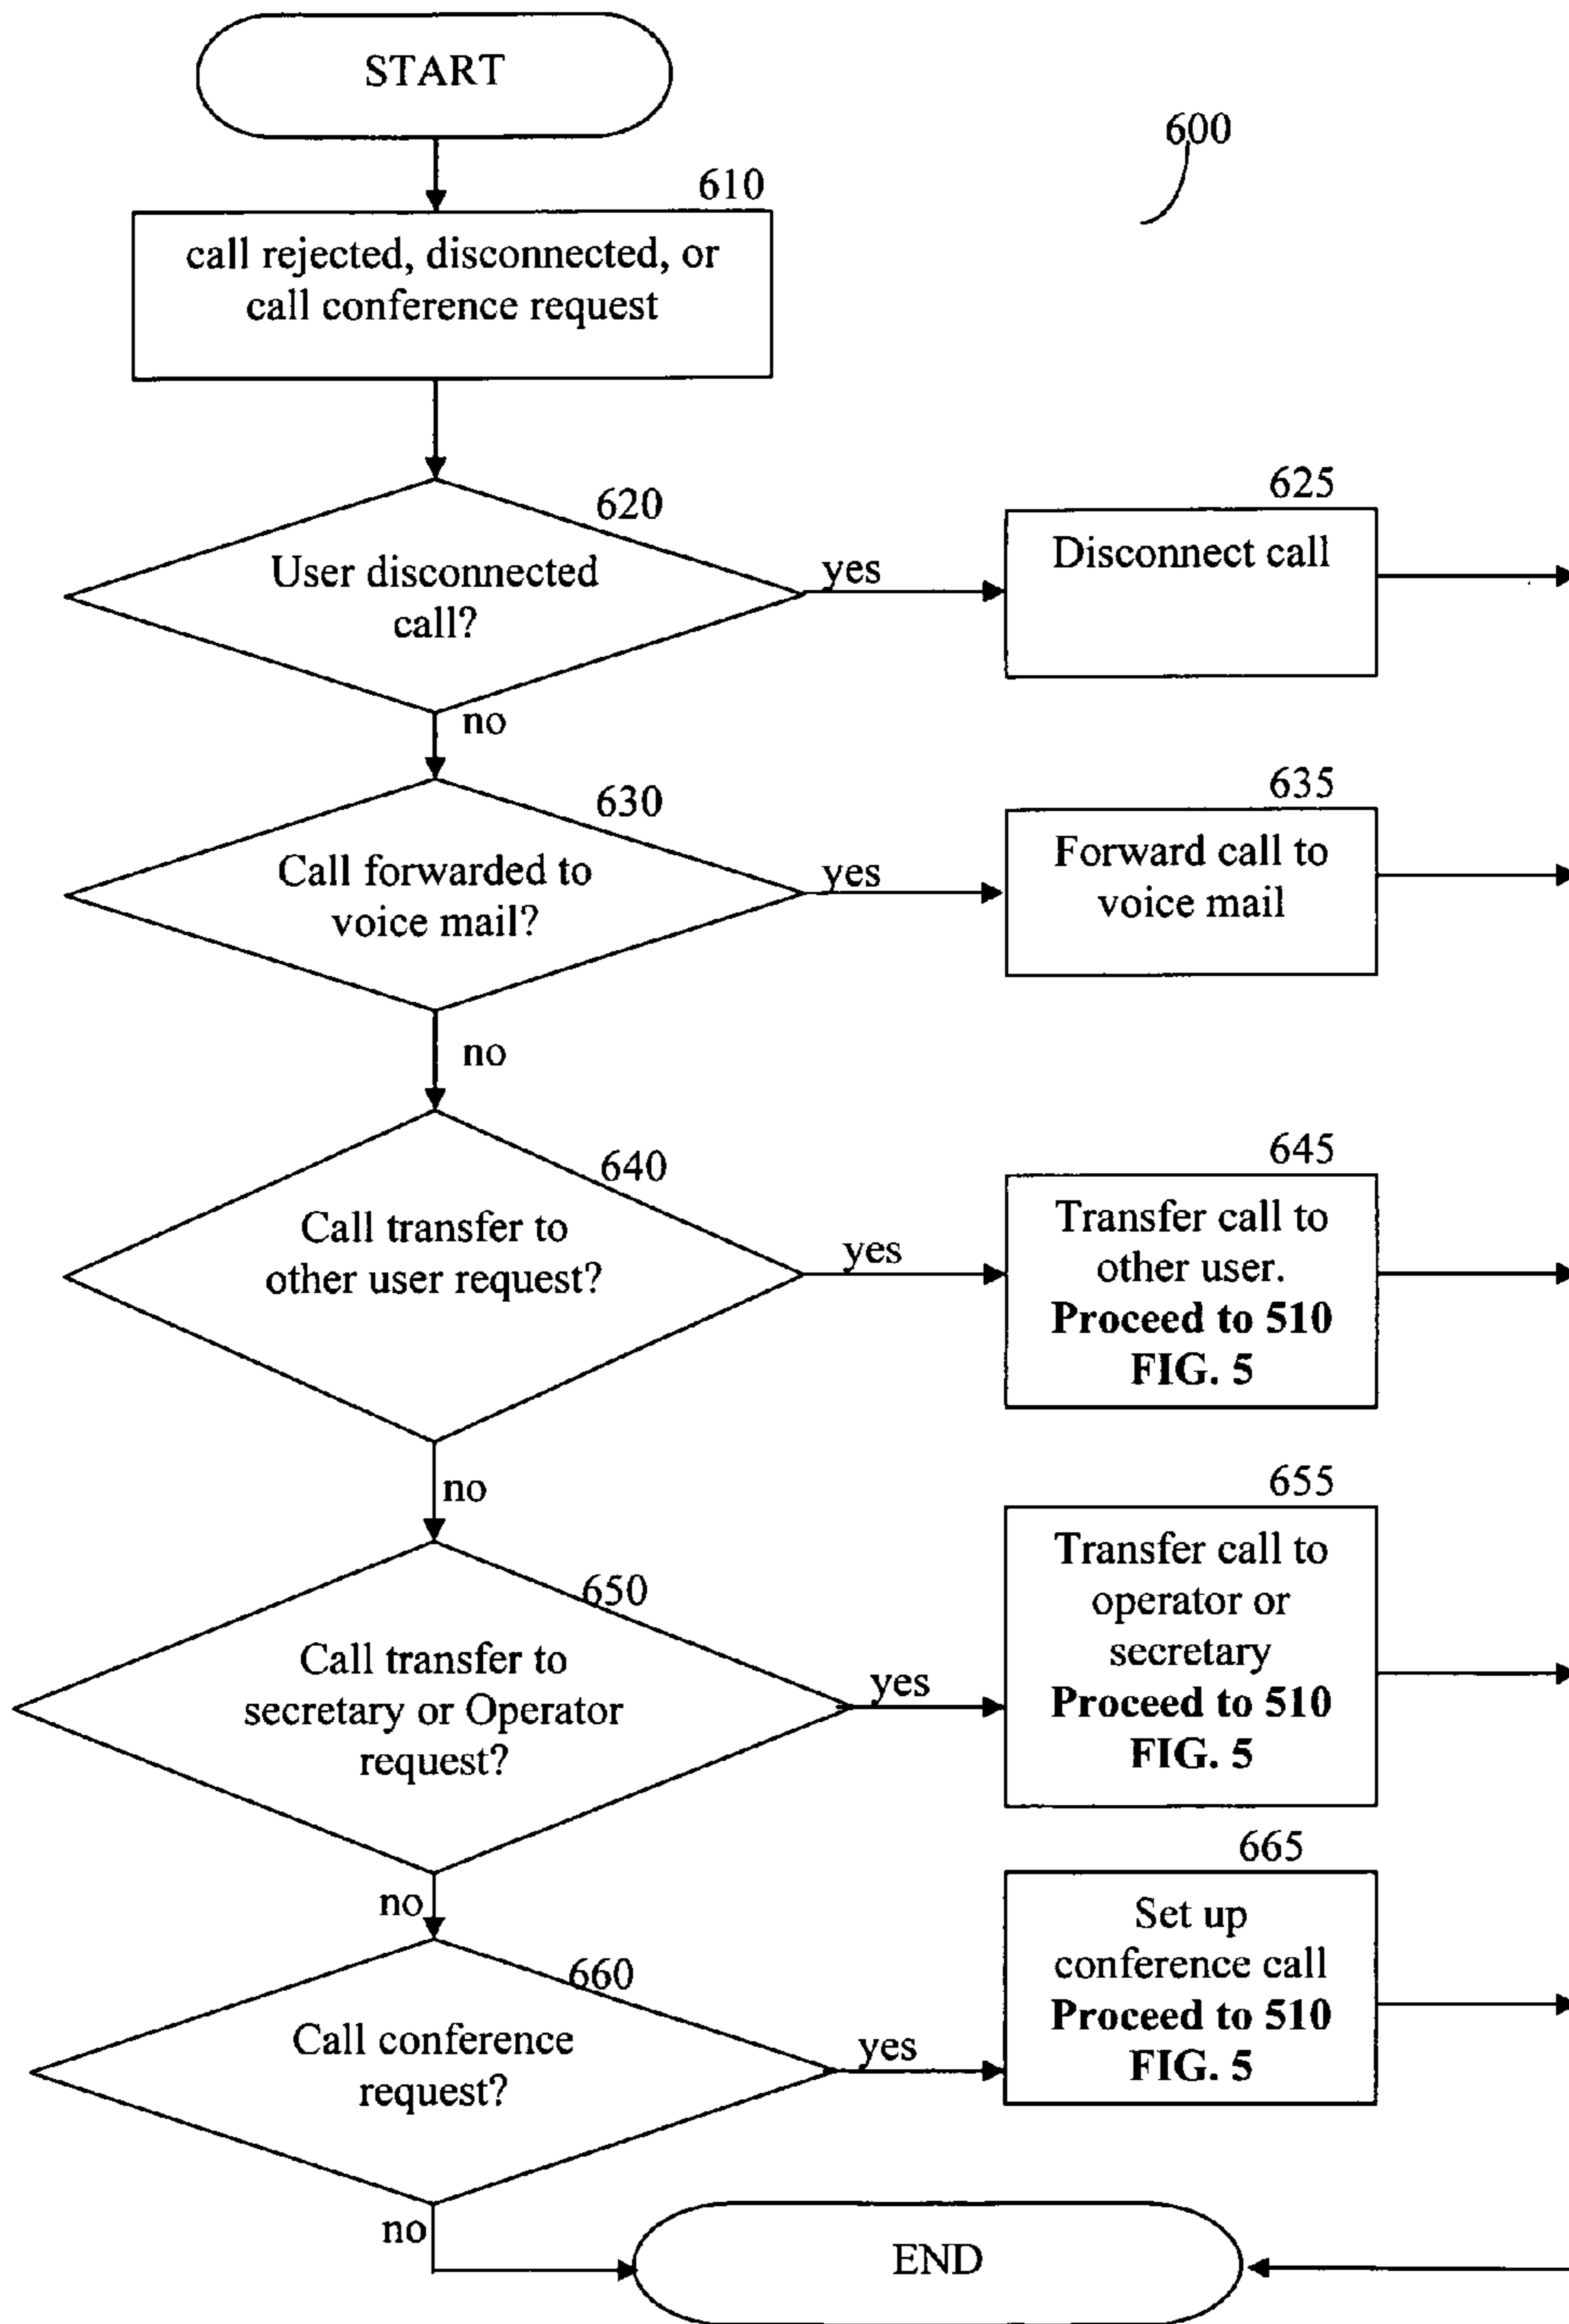 START
600
610
call rejected, disconnected, or
call conference request
620
User disconnected
call?
yes
625
Disconnect call
no
630
Call forwarded to
voice mail?
yes
635
Forward call to
voice mail
no
640
Call transfer to
other user request?
yes
645
Transfer call to
other user.
Proceed to 510
FIG. 5
no
650
Call transfer to
secretary or Operator
request?
yes
655
Transfer call to
operator or
secretary
Proceed to 510
FIG. 5
no
660
Call conference
request?
yes
665
Set up
conference call
Proceed to 510
FIG. 5
no
END